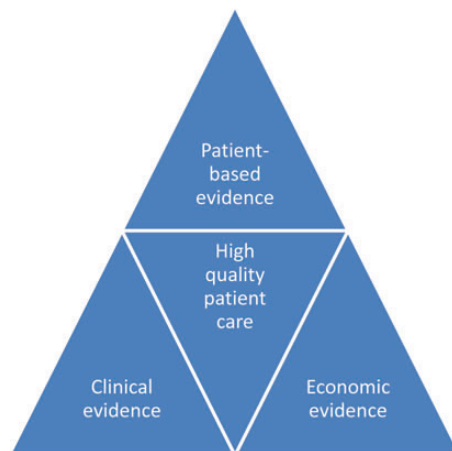 Patient-
based
evidence
High
quality
patient
care
Clinical
evidence
Economic
evidence